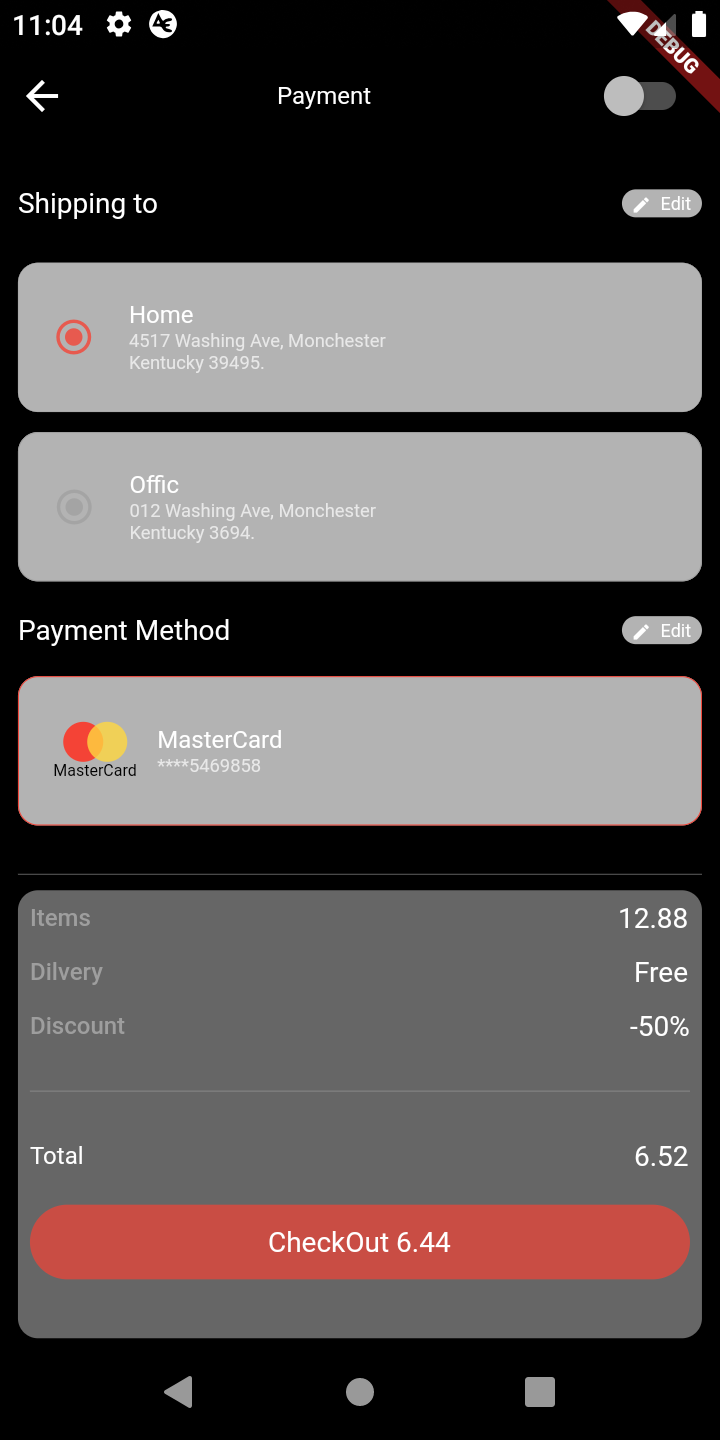 11:04
DEBUG
Payment
Shipping to
Edit
Home
4517 Washing Ave, Monchester
Kentucky 39495.
Offic
012 Washing Ave, Monchester
Kentucky 3694.
Payment Method
Edit
MasterCard
****5469858
MasterCard
Items 12.88
Dilvery Free
Discount -50%
Total 6.52
CheckOut 6.44